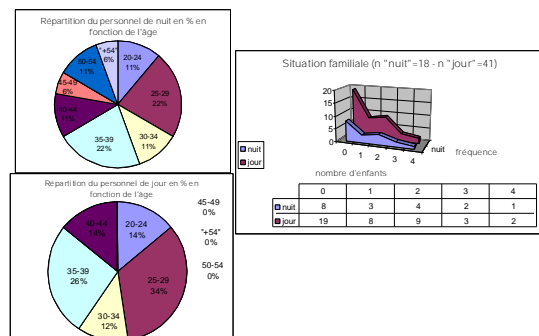 Répartition du personnel de nuit en % en
fonction de l'âge
"+54"
6%
20-24
11%
50-54
11%
25-29
22%
45-49
6%
40-44
11%
30-34
11%
35-39
22%
Répartition du personnel de jour en % en
fonction de l'âge
45-49
0%
40-44
14%
20-24
14%
"+54"
0%
50-54
0%
35-39
26%
25-29
34%
30-34
12%
Situation familiale (n "nuit"=18 - n "jour"=41)
20
15
10
5
0
0 1 2 3 4
nuit
fréquence
nuit
jour
nombre d'enfants
0 1 2 3 4
nuit 8 3 4 2 1
jour 19 8 9 3 2